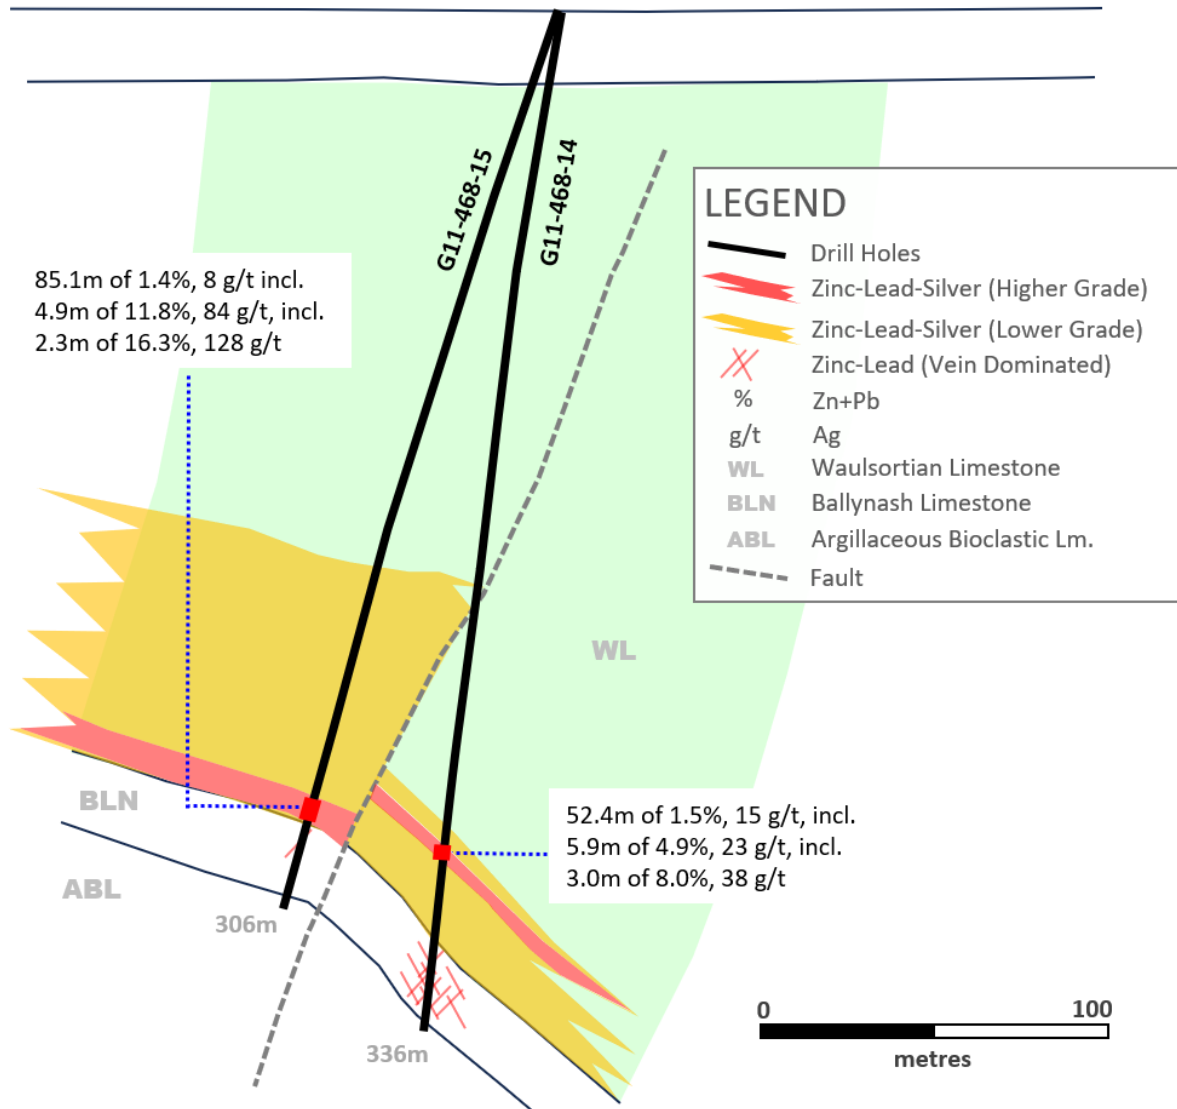 G11-468-15
G11-468-14
LEGEND
Drill Holes
Zinc-Lead-Silver (Higher Grade)
Zinc-Lead-Silver (Lower Grade)
Zinc-Lead (Vein Dominated)
% Zn+Pb
g/t Ag
WL Waulsortian Limestone
BLN Ballynash Limestone
ABL Argillaceous Bioclastic Lm.
Fault
85.1m of 1.4%, 8 g/t incl.
4.9m of 11.8%, 84 g/t, incl.
2.3m of 16.3%, 128 g/t
WL
BLN
ABL
52.4m of 1.5%, 15 g/t, incl.
5.9m of 4.9%, 23 g/t, incl.
3.0m of 8.0%, 38 g/t
306m
336m
0 100
metres